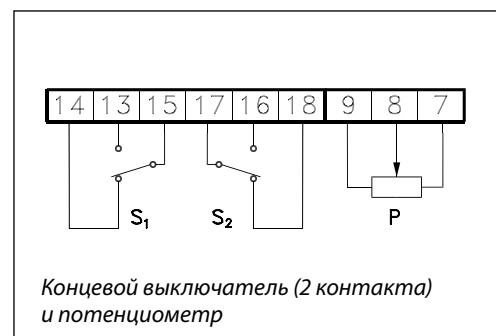 14 13 15 17 16 18 9 8 7
S₁ S₂ P
Концевой выключатель (2 контакта)
и потенциометр